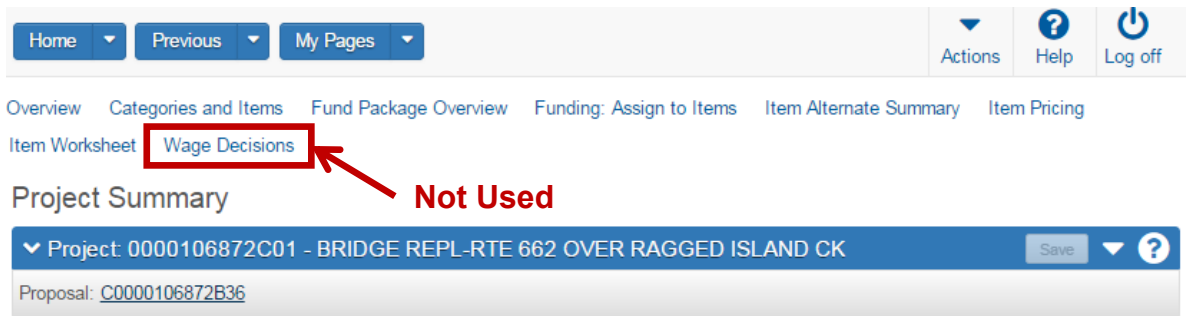 Home Previous My Pages Actions Help Log off
Overview Categories and Items Fund Package Overview Funding: Assign to Items Item Alternate Summary Item Pricing
Item Worksheet Wage Decisions
Not Used
Project Summary
Project: 0000106872C01 - BRIDGE REPL-RTE 662 OVER RAGGED ISLAND CK Save ?
Proposal: C0000106872B36